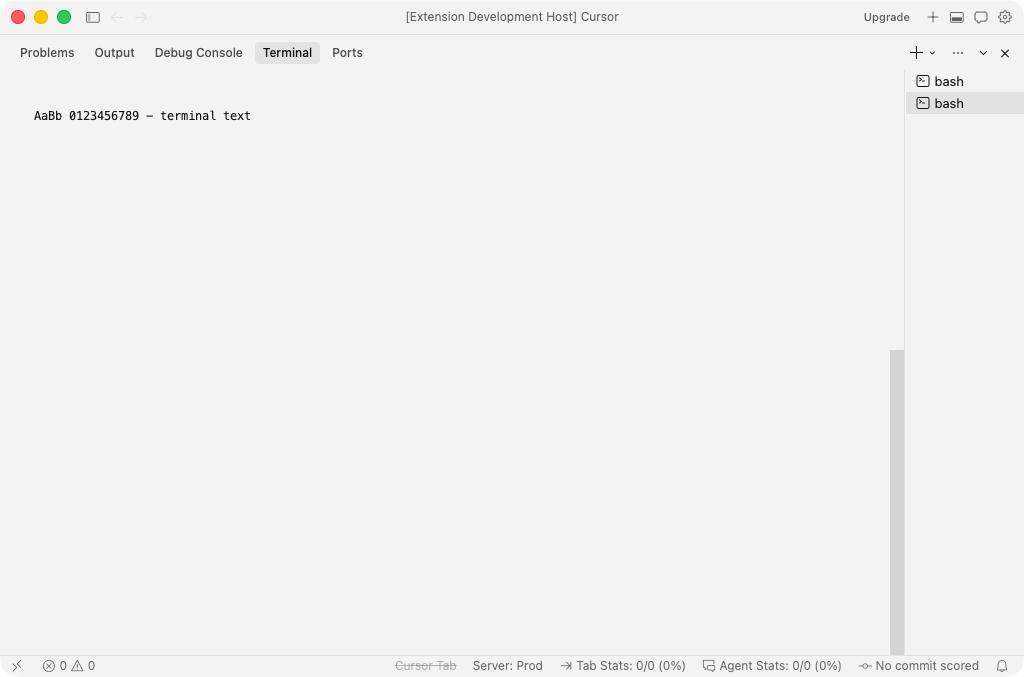 [Extension Development Host] Cursor
Upgrade
Problems Output Debug Console Terminal Ports
bash
bash
AaBb 0123456789 – terminal text
0 0 Cursor Tab Server: Prod Tab Stats: 0/0 (0%) Agent Stats: 0/0 (0%) No commit scored